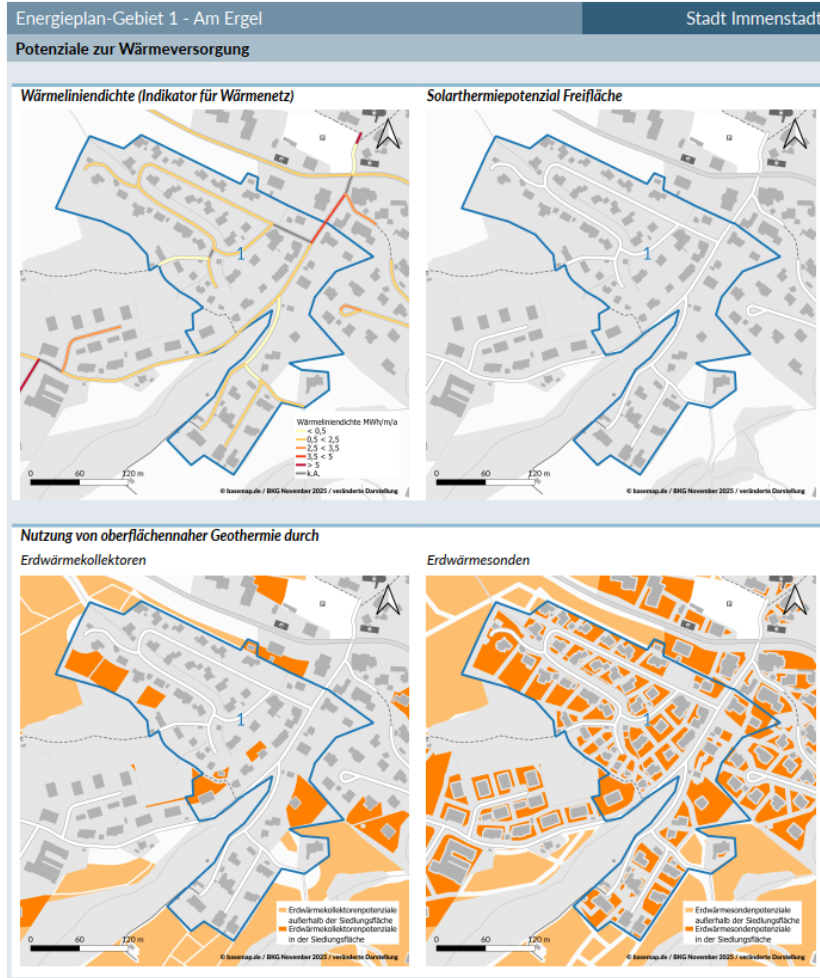 Energieplan-Gebiet 1 - Am Ergel
Stadt Immenstadt
Potenziale zur Wärmeversorgung
Wärmeliniendichte (Indikator für Wärmenetz)
Solarthermiepotenzial Freifläche
1
1
Wärmeliniendichte MWh/m/a
< 0,5
0,5 < 2,5
2,5 < 3,5
3,5 < 5
> 5
k.A.
0 60 120 m
© basemap.de / BKG November 2025 / veränderte Darstellung
0 60 120 m
© basemap.de / BKG November 2025 / veränderte Darstellung
Nutzung von oberflächennaher Geothermie durch
Erdwärmekollektoren
Erdwärmesonden
1
1
Erdwärmekollektorenpotenziale
außerhalb der Siedlungsfläche
Erdwärmekollektorenpotenziale
in der Siedlungsfläche
0 60 120 m
© basemap.de / BKG November 2025 / veränderte Darstellung
Erdwärmesondenpotenziale
außerhalb der Siedlungsfläche
Erdwärmesondenpotenziale
in der Siedlungsfläche
0 60 120 m
© basemap.de / BKG November 2025 / veränderte Darstellung